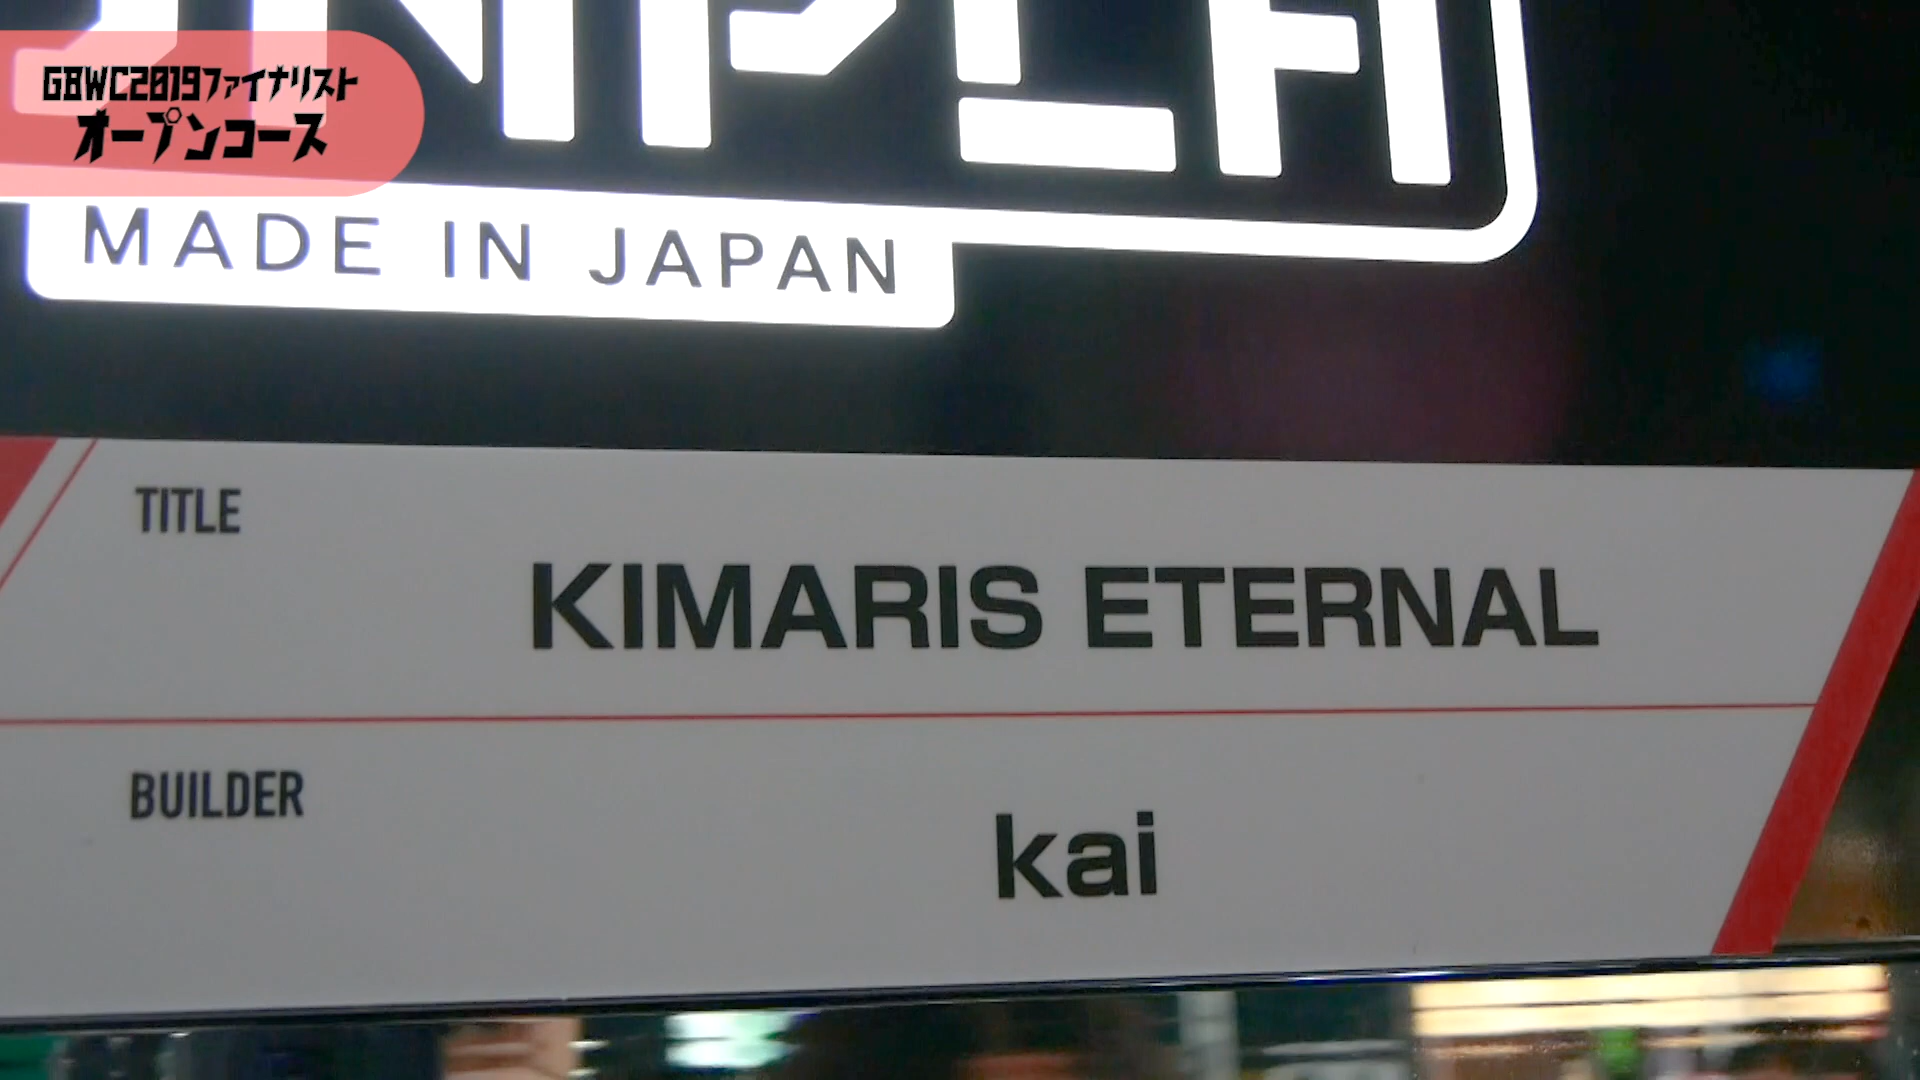 GBWC2019ファイナリスト
オープンコース
MADE IN JAPAN
TITLE
KIMARIS ETERNAL
BUILDER
kai